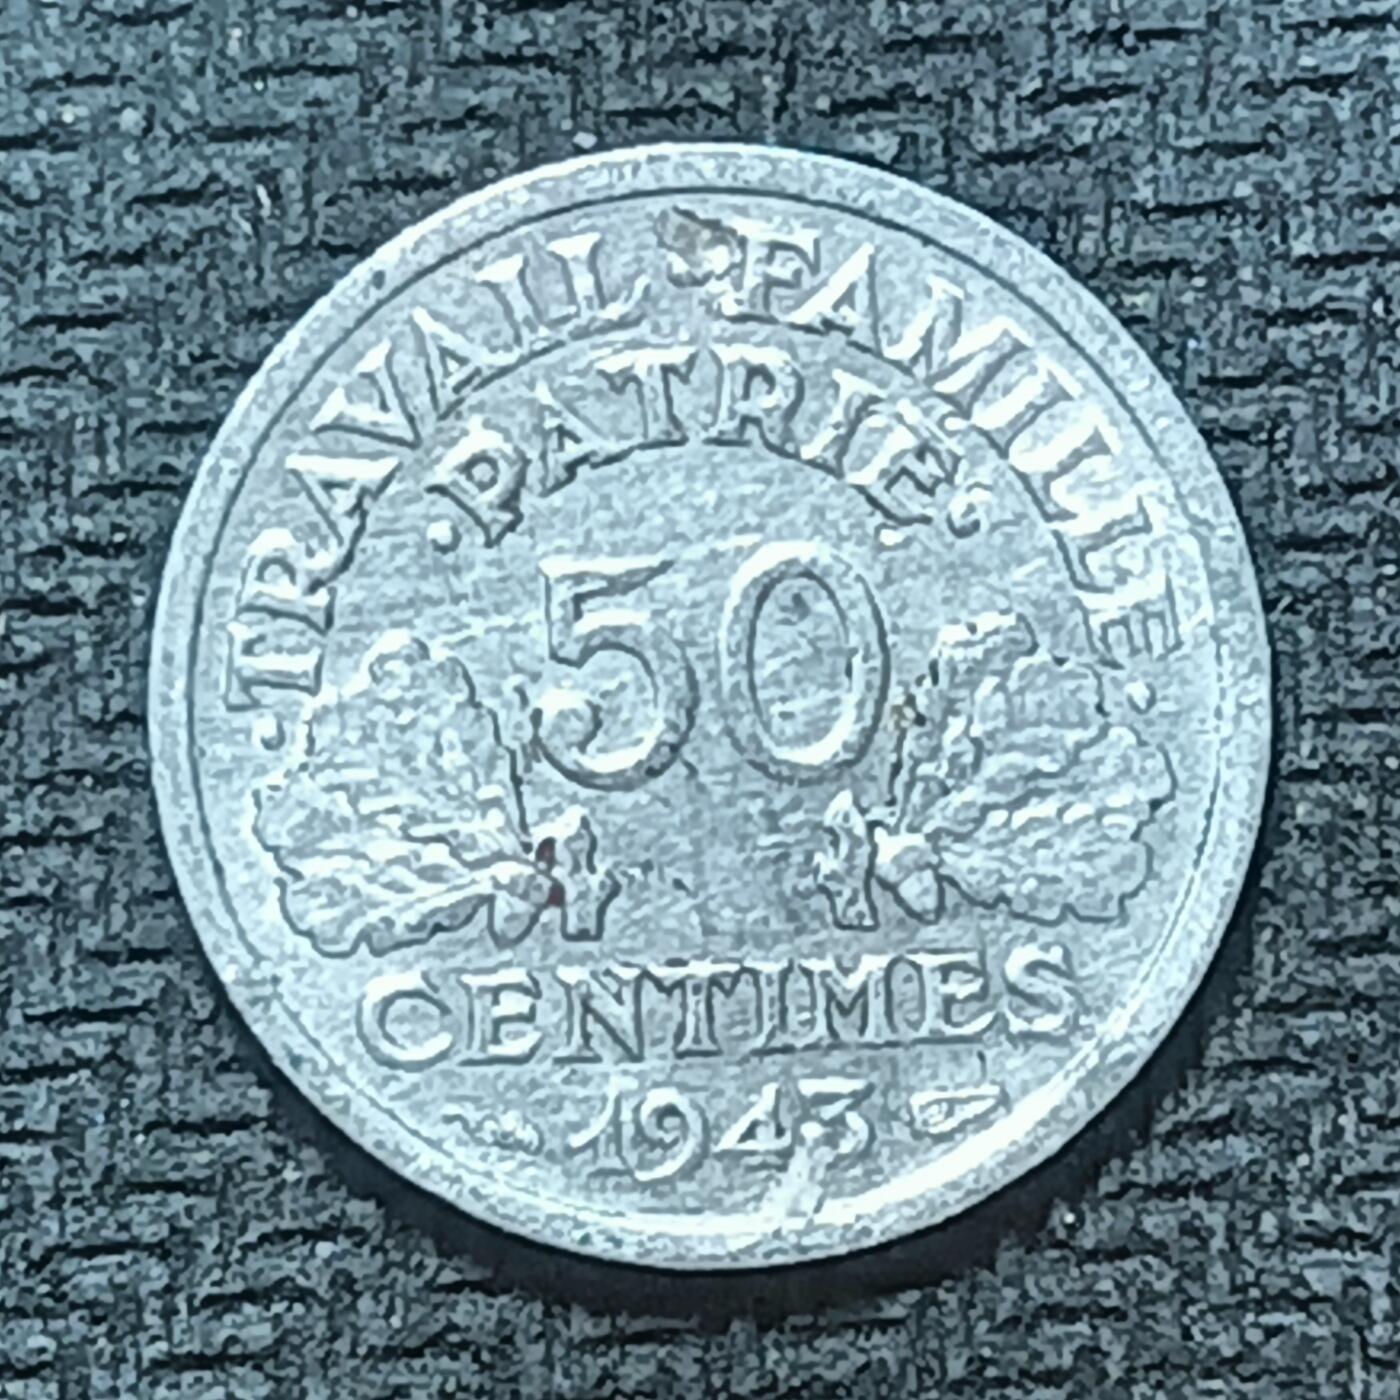 ·TRAVAIL·FAMILLE·
·PATRIE·
50
CENTIMES
1943